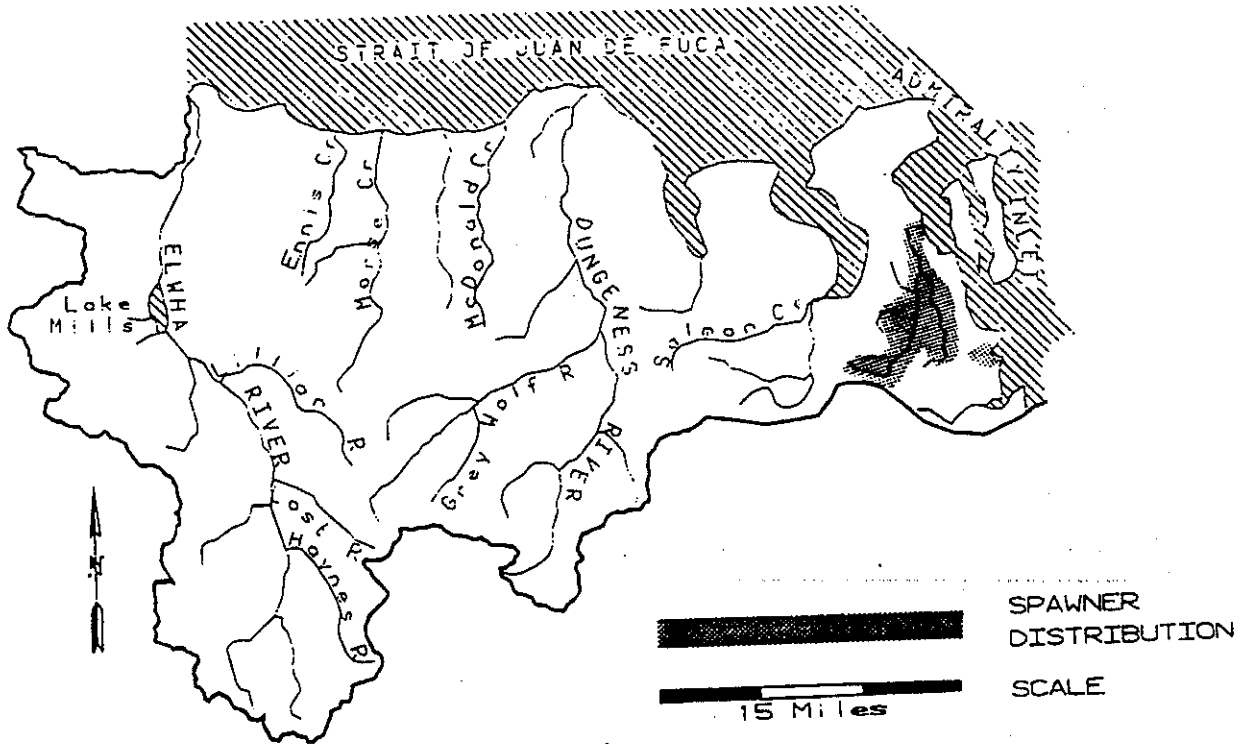 STRAIT OF JUAN DE FUCA
ADMIRALTY INLET
Ennis Cr
Morse Cr
McDonald Cr
DUNGENESS
ELWHA
Lake
Mills
Salmon Cr
RIVER
Grey Wolf R
RIVER
Lost R
Haynes R
N
SPAWNER
DISTRIBUTION
SCALE
15 Miles